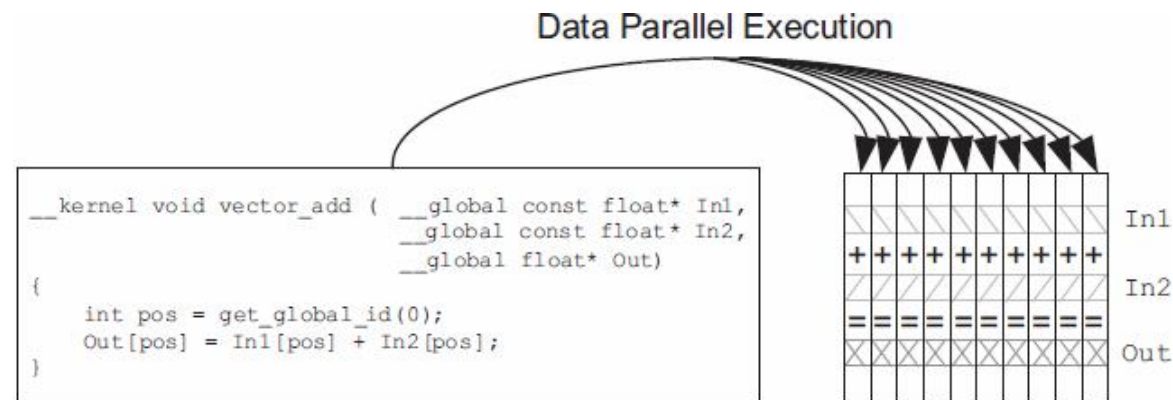 Data Parallel Execution
__kernel void vector_add ( __global const float* In1,
__global const float* In2,
__global float* Out)
{
int pos = get_global_id(0);
Out[pos] = In1[pos] + In2[pos];
}
In1
+ + + + + + + + + +
In2
= = = = = = = = = =
Out